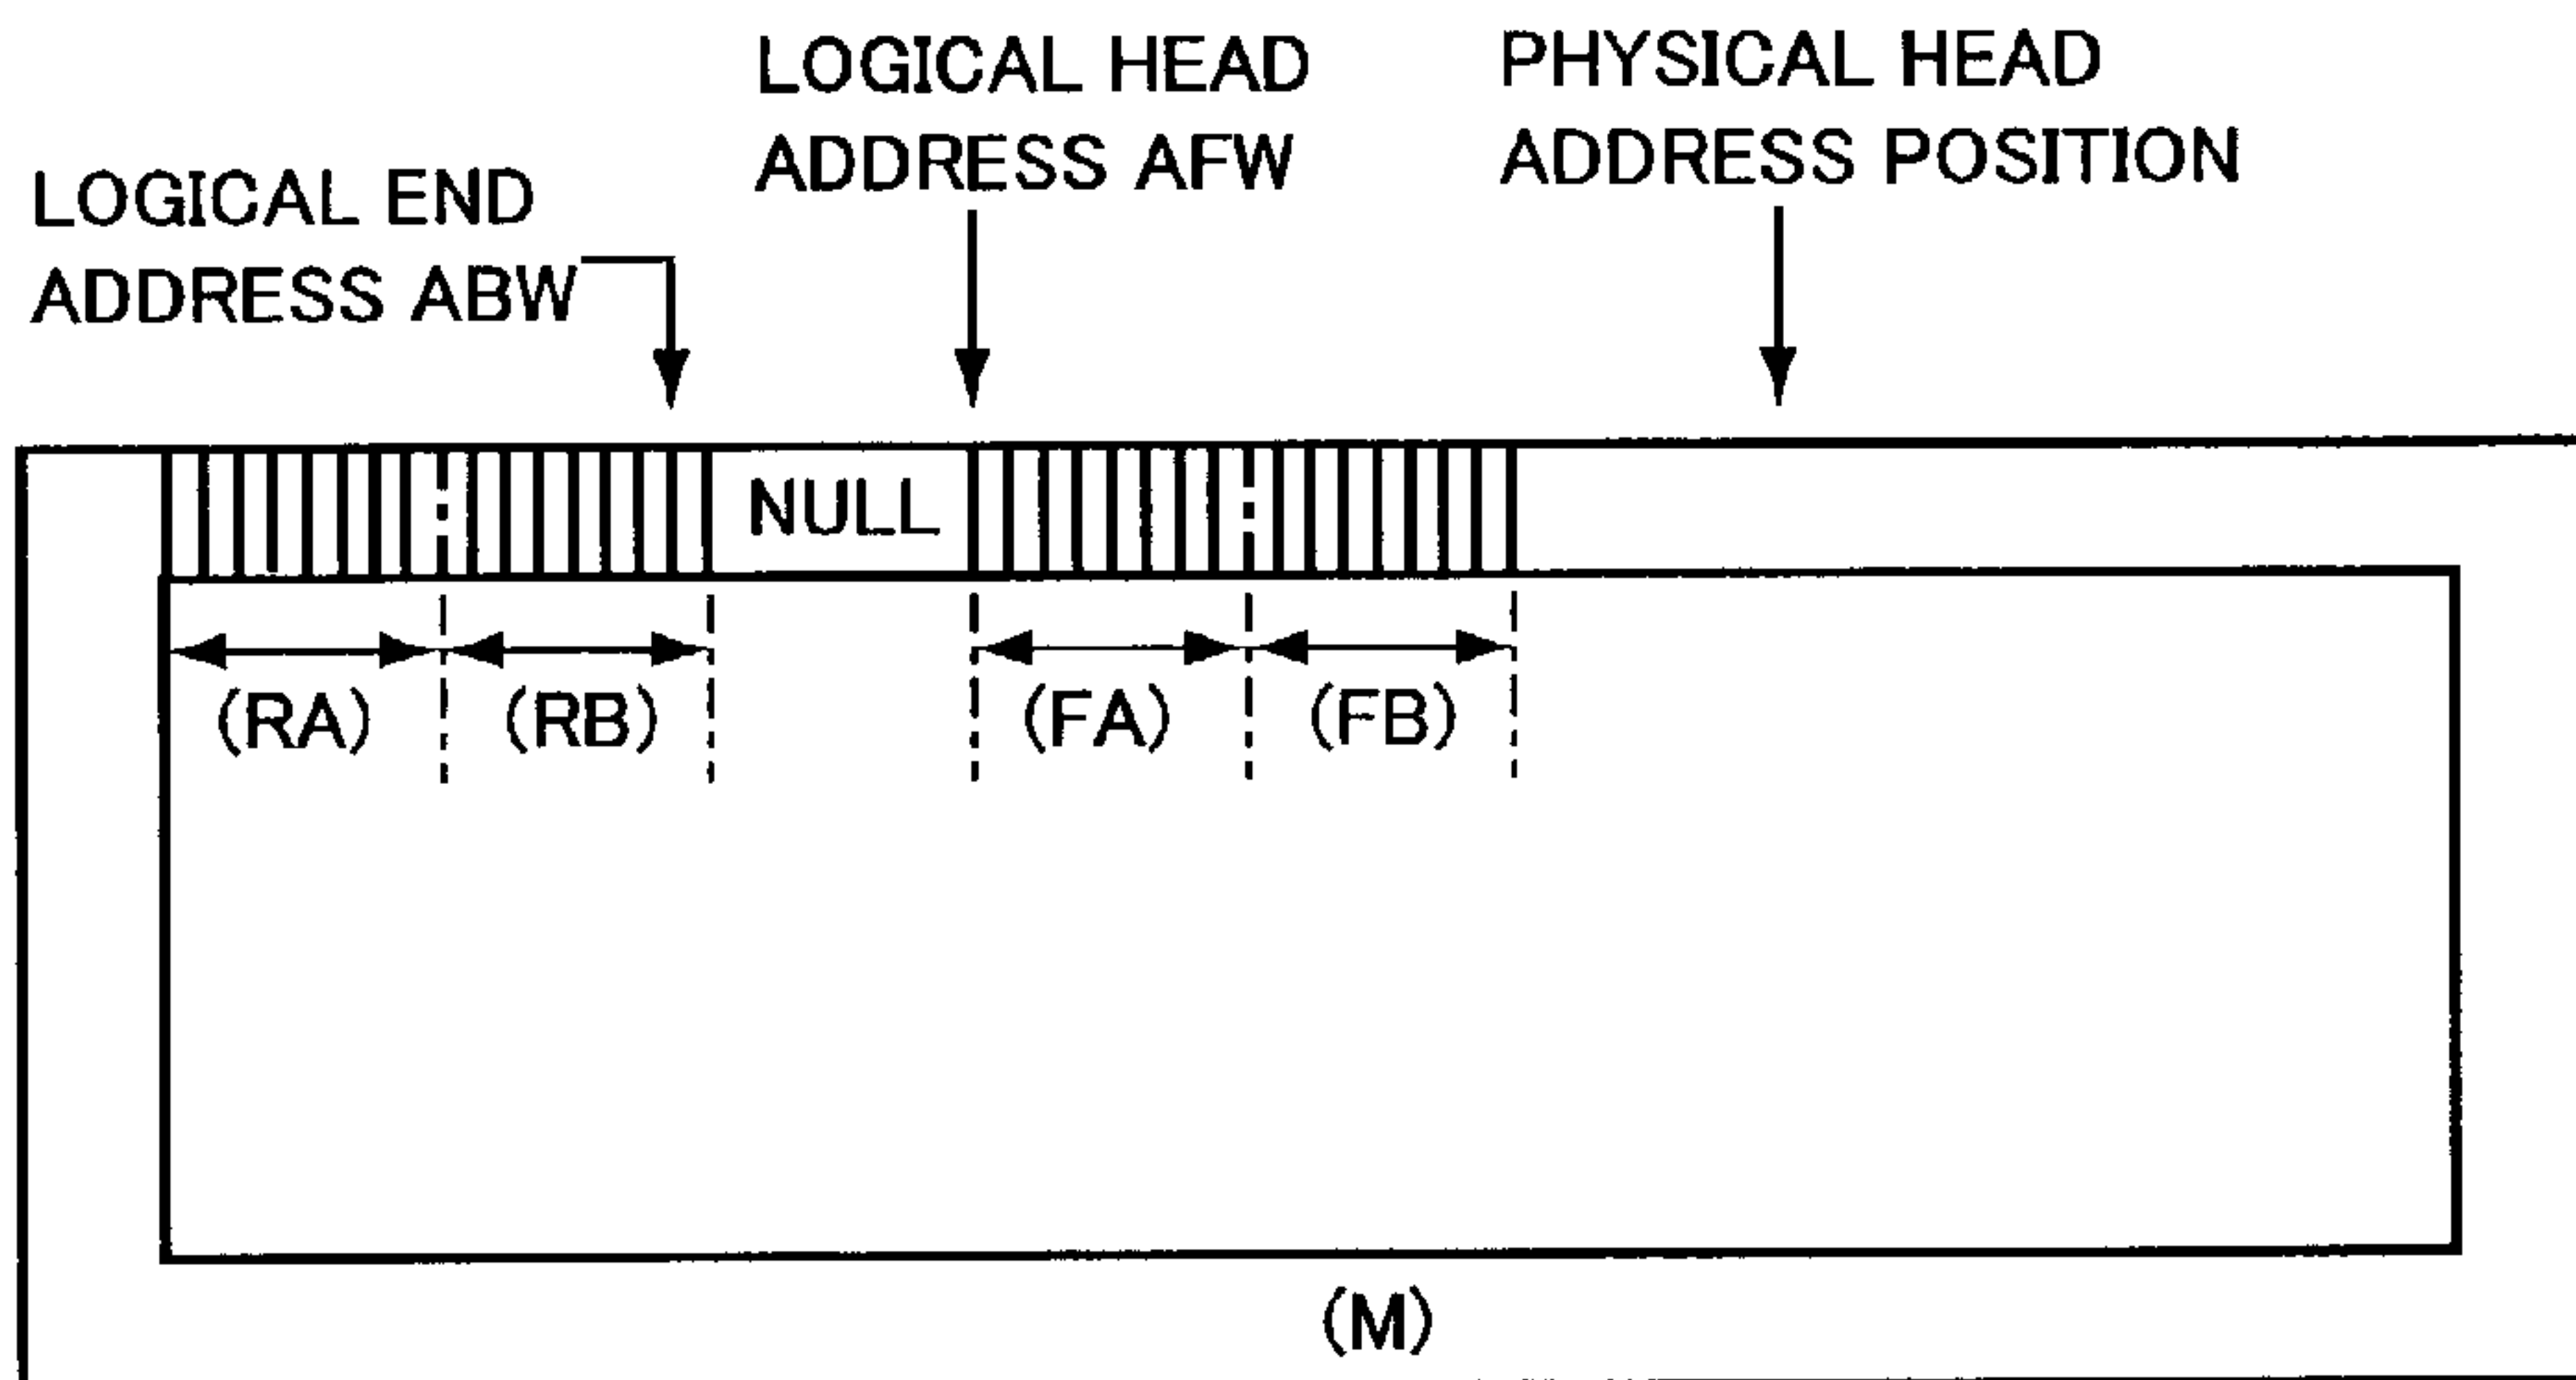 LOGICAL END
ADDRESS ABW
LOGICAL HEAD
ADDRESS AFW
PHYSICAL HEAD
ADDRESS POSITION
NULL
(RA)
(RB)
(FA)
(FB)
(M)